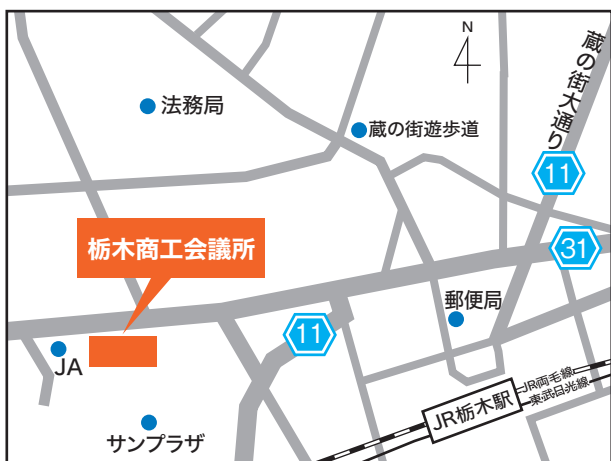 N
蔵の街大通り
法務局
蔵の街遊歩道
11
栃木商工会議所
31
郵便局
11
JA
JR両毛線
東武日光線
JR栃木駅
サンプラザ